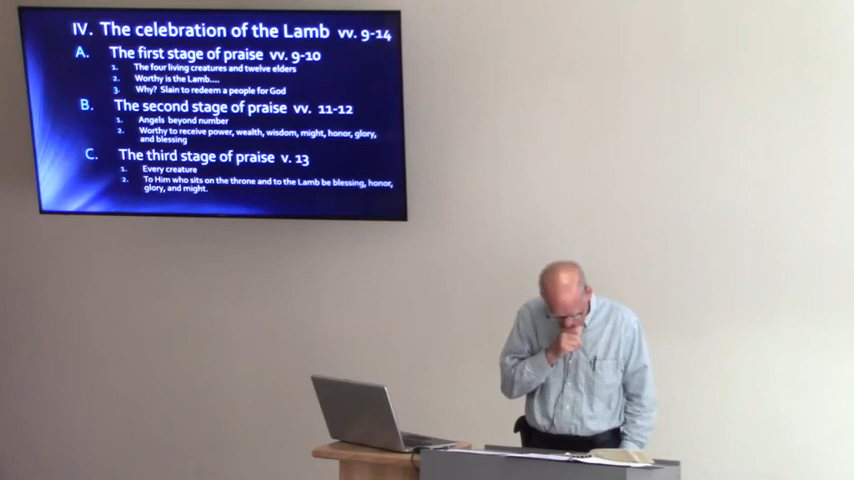 IV. The celebration of the Lamb vv. 9-14
A. The first stage of praise vv. 9-10
1. The four living creatures and twelve elders
2. Worthy is the Lamb....
3. Why? Slain to redeem a people for God
B. The second stage of praise vv. 11-12
1. Angels beyond number
2. Worthy to receive power, wealth, wisdom, might, honor, glory,
and blessing
C. The third stage of praise v. 13
1. Every creature
2. To Him who sits on the throne and to the Lamb be blessing, honor,
glory, and might.